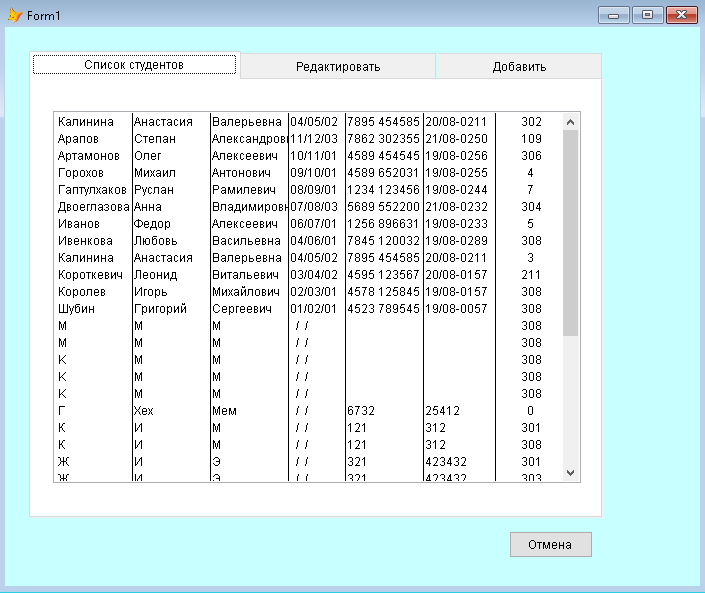 Form1
Список студентов Редактировать Добавить
Калинина Анастасия Валерьевна 04/05/02 7895 454585 20/08-0211 302
Арапов Степан Александрови 11/12/03 7862 302355 21/08-0250 109
Артамонов Олег Алексеевич 10/11/01 4589 454545 19/08-0256 306
Горохов Михаил Антонович 09/10/01 4589 652031 19/08-0255 4
Гаптулхаков Руслан Рамилевич 08/09/01 1234 123456 19/08-0244 7
Двоеглазова Анна Владимировн 07/08/03 5689 552200 21/08-0232 304
Иванов Федор Алексеевич 06/07/01 1256 896631 19/08-0233 5
Ивенкова Любовь Васильевна 04/06/01 7845 120032 19/08-0289 308
Калинина Анастасия Валерьевна 04/05/02 7895 454585 20/08-0211 3
Короткевич Леонид Витальевич 03/04/02 4595 123567 20/08-0157 211
Королев Игорь Михайлович 02/03/01 4578 125845 19/08-0157 308
Шубин Григорий Сергеевич 01/02/01 4523 789545 19/08-0057 308
М М М / / 308
М М М / / 308
К М М / / 308
К М М / / 308
К М М / / 308
Г Хех Мем / / 6732 25412 0
К И М / / 121 312 301
К И М / / 121 312 308
Ж И Э / / 321 423432 301
Ж И Э / / 321 423432 303
Отмена